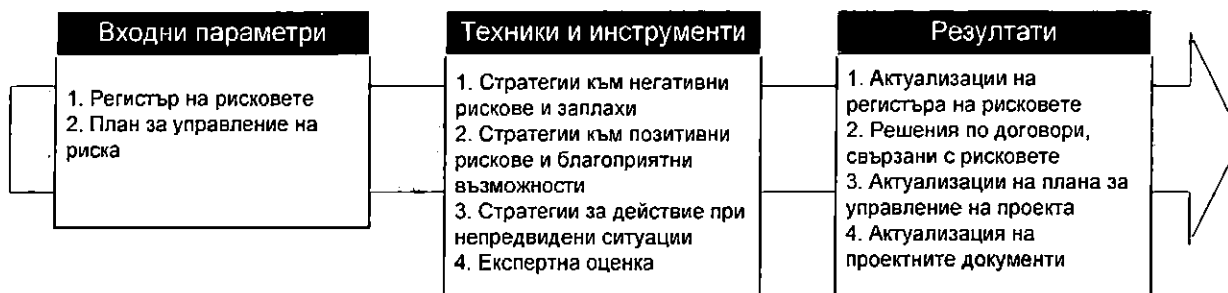 Входни параметри
1. Регистър на рисковете
2. План за управление на
риска
Техники и инструменти
1. Стратегии към негативни
рискове и заплахи
2. Стратегии към позитивни
рискове и благоприятни
възможности
3. Стратегии за действие при
непредвидени ситуации
4. Експертна оценка
Резултати
1. Актуализации на
регистъра на рисковете
2. Решения по договори,
свързани с рисковете
3. Актуализации на плана за
управление на проекта
4. Актуализация на
проектните документи